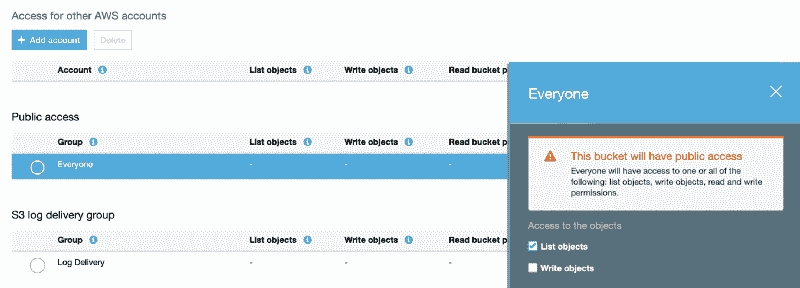 Access for other AWS accounts
+ Add account Delete
Account List objects Write objects Read bucket p
Public access
Group List objects Write objects Read bucket p
Everyone - - -
S3 log delivery group
Group List objects Write objects Read bucket p
Log Delivery - - -
Everyone
This bucket will have public access
Everyone will have access to one or all of the
following: list objects, write objects, read and write
permissions.
Access to the objects
List objects
Write objects